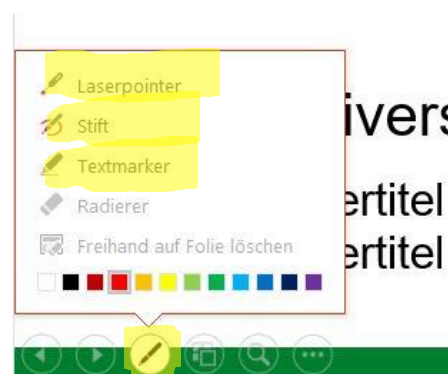 Laserpointer
Stift
Textmarker
Radierer
Freihand auf Folie löschen
ivers
ertitel
ertitel